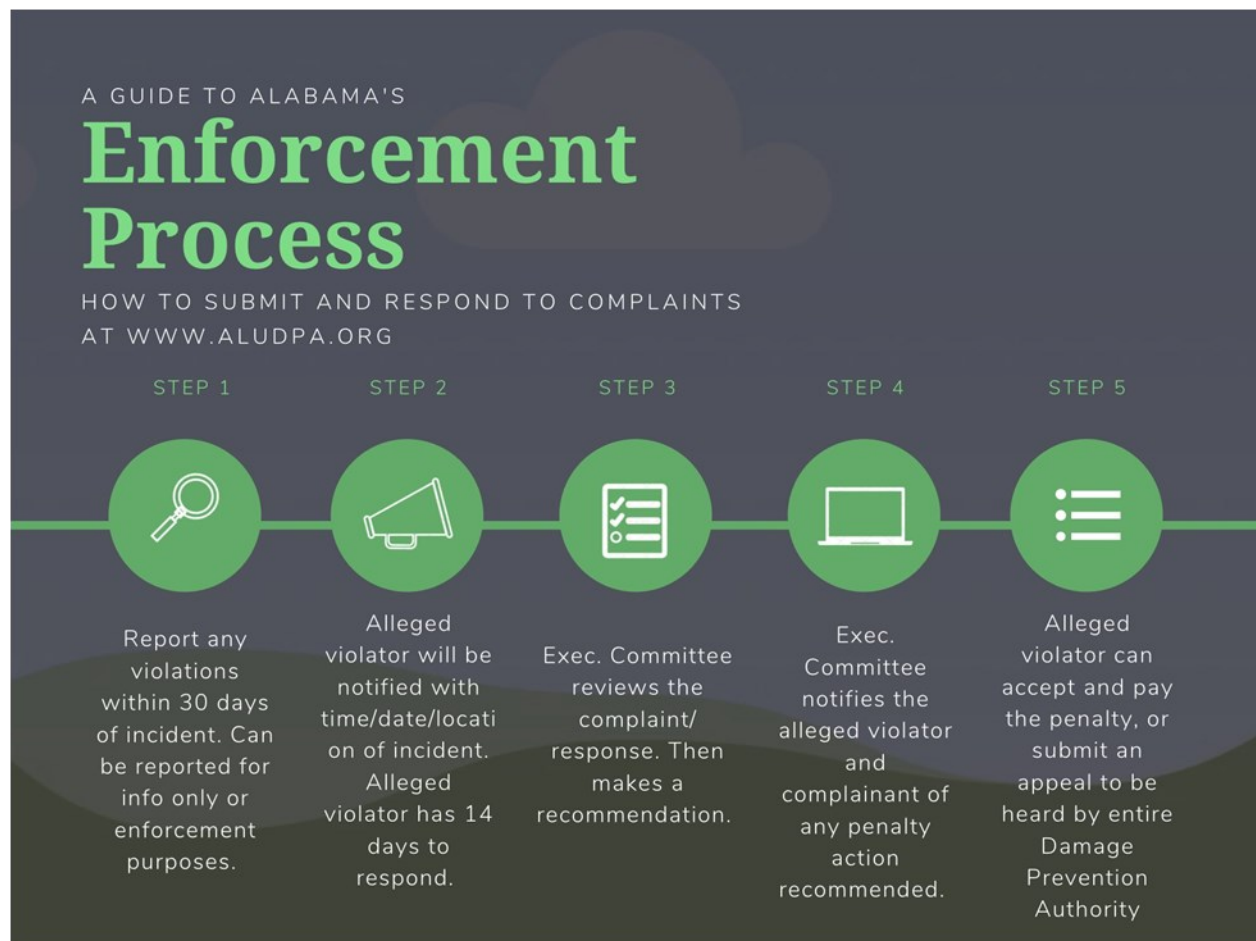 A GUIDE TO ALABAMA'S
Enforcement
Process
HOW TO SUBMIT AND RESPOND TO COMPLAINTS
AT WWW.ALUDPA.ORG
STEP 1
Report any
violations
within 30 days
of incident. Can
be reported for
info only or
enforcement
purposes.
STEP 2
Alleged
violator will be
notified with
time/date/locati
on of incident.
Alleged
violator has 14
days to
respond.
STEP 3
Exec. Committee
reviews the
complaint/
response. Then
makes a
recommendation.
STEP 4
Exec.
Committee
notifies the
alleged violator
and
complainant of
any penalty
action
recommended.
STEP 5
Alleged
violator can
accept and pay
the penalty, or
submit an
appeal to be
heard by entire
Damage
Prevention
Authority